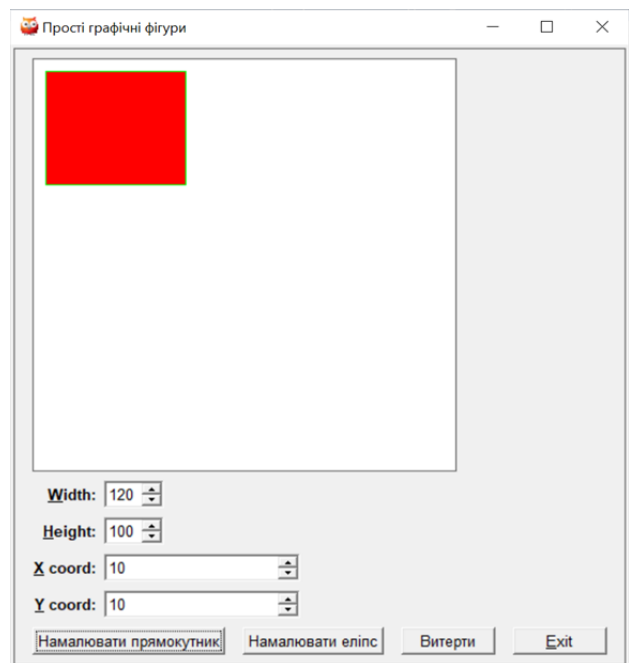 Прості графічні фігури
Width: 120
Height: 100
X coord: 10
Y coord: 10
Намалювати прямокутник Намалювати еліпс Витерти Exit